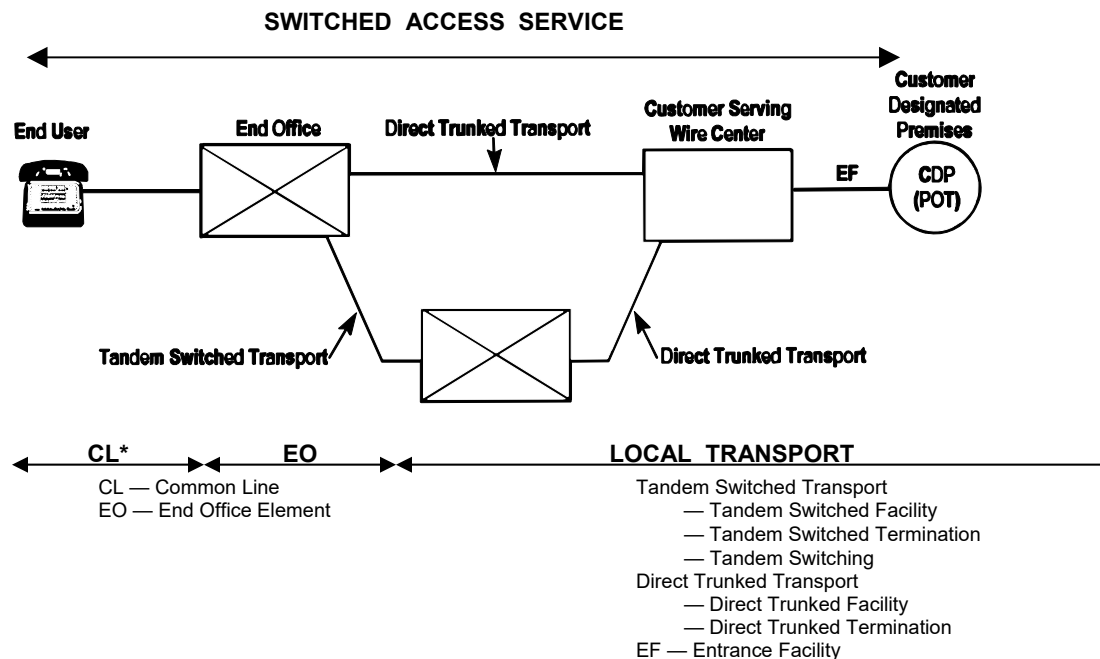 SWITCHED ACCESS SERVICE
Customer
Designated
Premises
End User
End Office
Direct Trunked Transport
Customer Serving
Wire Center
EF
CDP
(POT)
Tandem Switched Transport
Direct Trunked Transport
CL*
EO
LOCAL TRANSPORT
CL — Common Line
EO — End Office Element
Tandem Switched Transport
— Tandem Switched Facility
— Tandem Switched Termination
— Tandem Switching
Direct Trunked Transport
— Direct Trunked Facility
— Direct Trunked Termination
EF — Entrance Facility